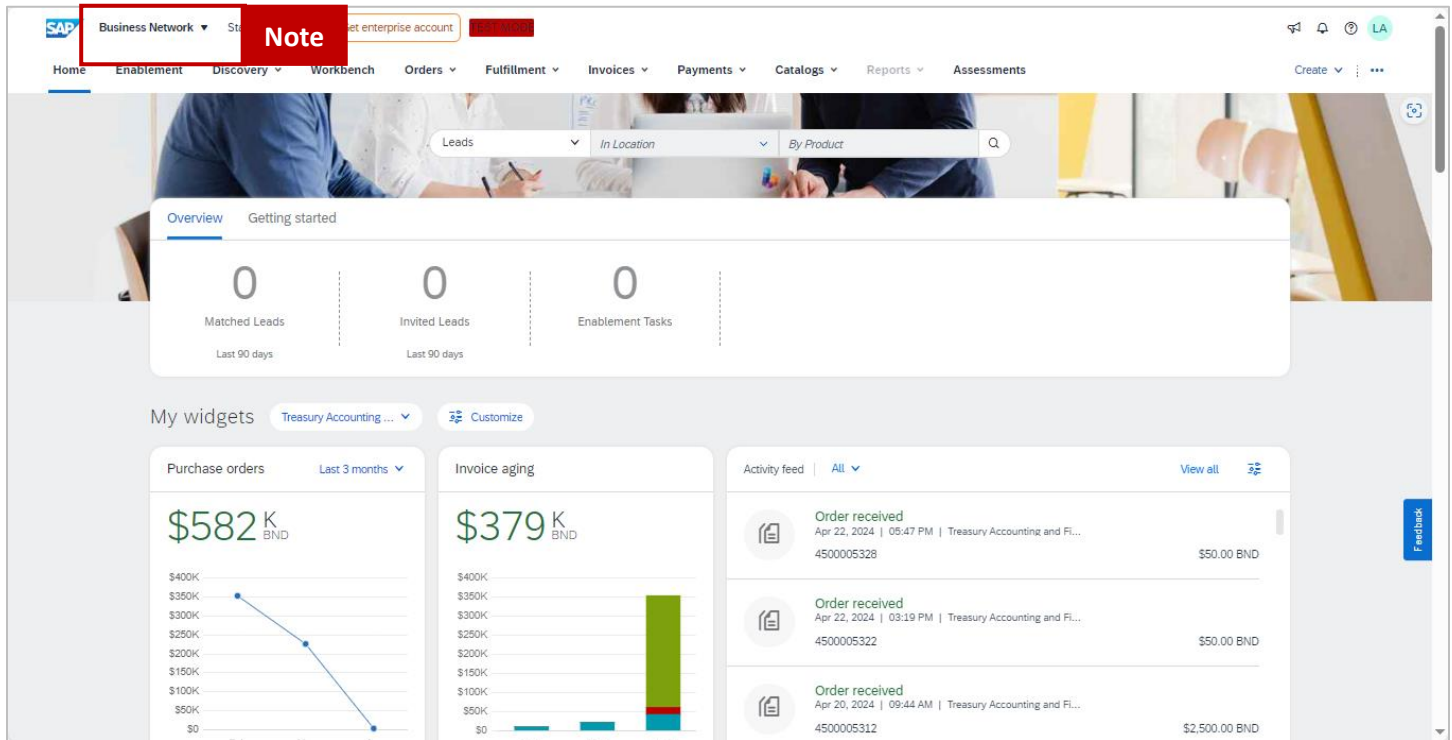 SAP Business Network Note et enterprise account TEST MODE LA
Home Enablement Discovery Workbench Orders Fulfillment Invoices Payments Catalogs Reports Assessments Create
Leads In Location By Product
Overview Getting started
0 0 0
Matched Leads Invited Leads Enablement Tasks
Last 90 days Last 90 days
My widgets Treasury Accounting ... Customize
Purchase orders Last 3 months
$582 K BND
$400K
$350K
$300K
$250K
$200K
$150K
$100K
$50K
$0
Invoice aging
$379 K BND
$400K
$350K
$300K
$250K
$200K
$150K
$100K
$50K
$0
Activity feed All View all
Order received
Apr 22, 2024 | 05:47 PM | Treasury Accounting and Fi...
4500005328 $50.00 BND
Order received
Apr 22, 2024 | 03:19 PM | Treasury Accounting and Fi...
4500005322 $50.00 BND
Order received
Apr 20, 2024 | 09:44 AM | Treasury Accounting and Fi...
4500005312 $2,500.00 BND
Feedback